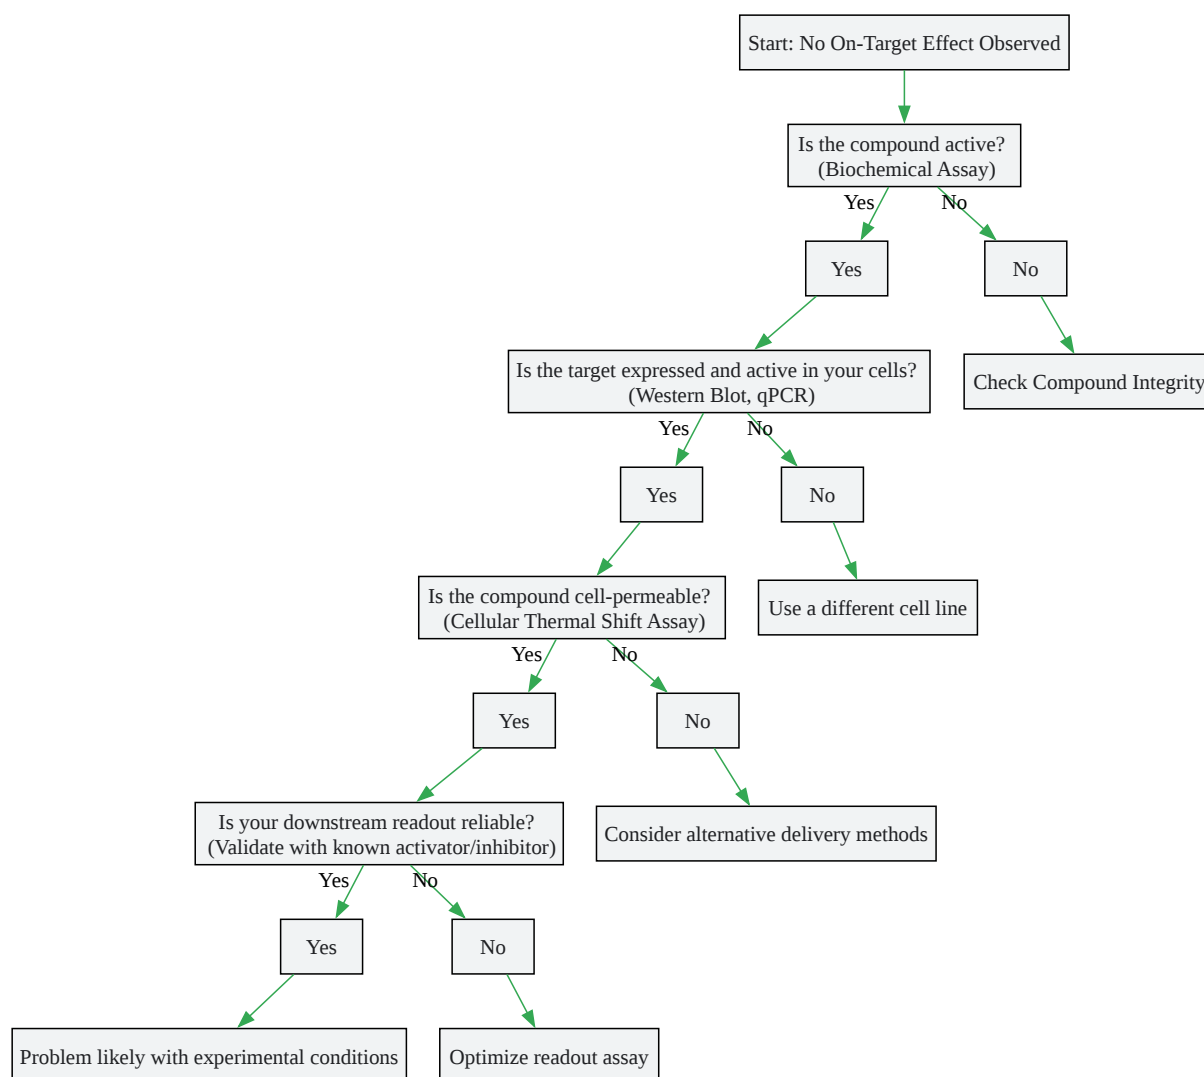 Start: No On-Target Effect Observed
Is the compound active?
(Biochemical Assay)
Yes
No
Yes
No
Is the target expressed and active in your cells?
(Western Blot, qPCR)
Check Compound Integrity
Yes
No
Yes
No
Is the compound cell-permeable?
(Cellular Thermal Shift Assay)
Use a different cell line
Yes
No
Yes
No
Is your downstream readout reliable?
(Validate with known activator/inhibitor)
Consider alternative delivery methods
Yes
No
Yes
No
Problem likely with experimental conditions
Optimize readout assay